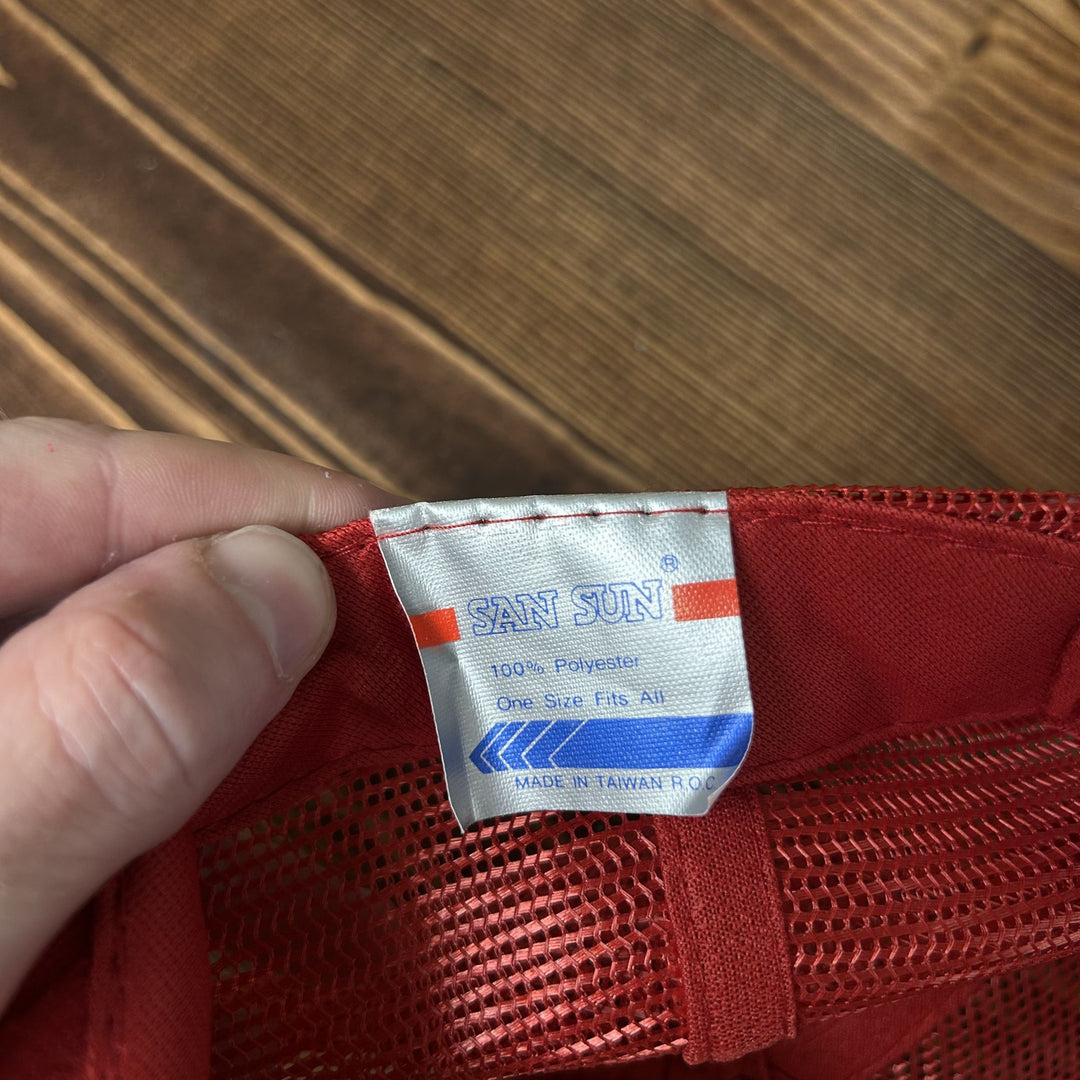 SAN SUN ®
100% Polyester
One Size Fits All
MADE IN TAIWAN R.O.C